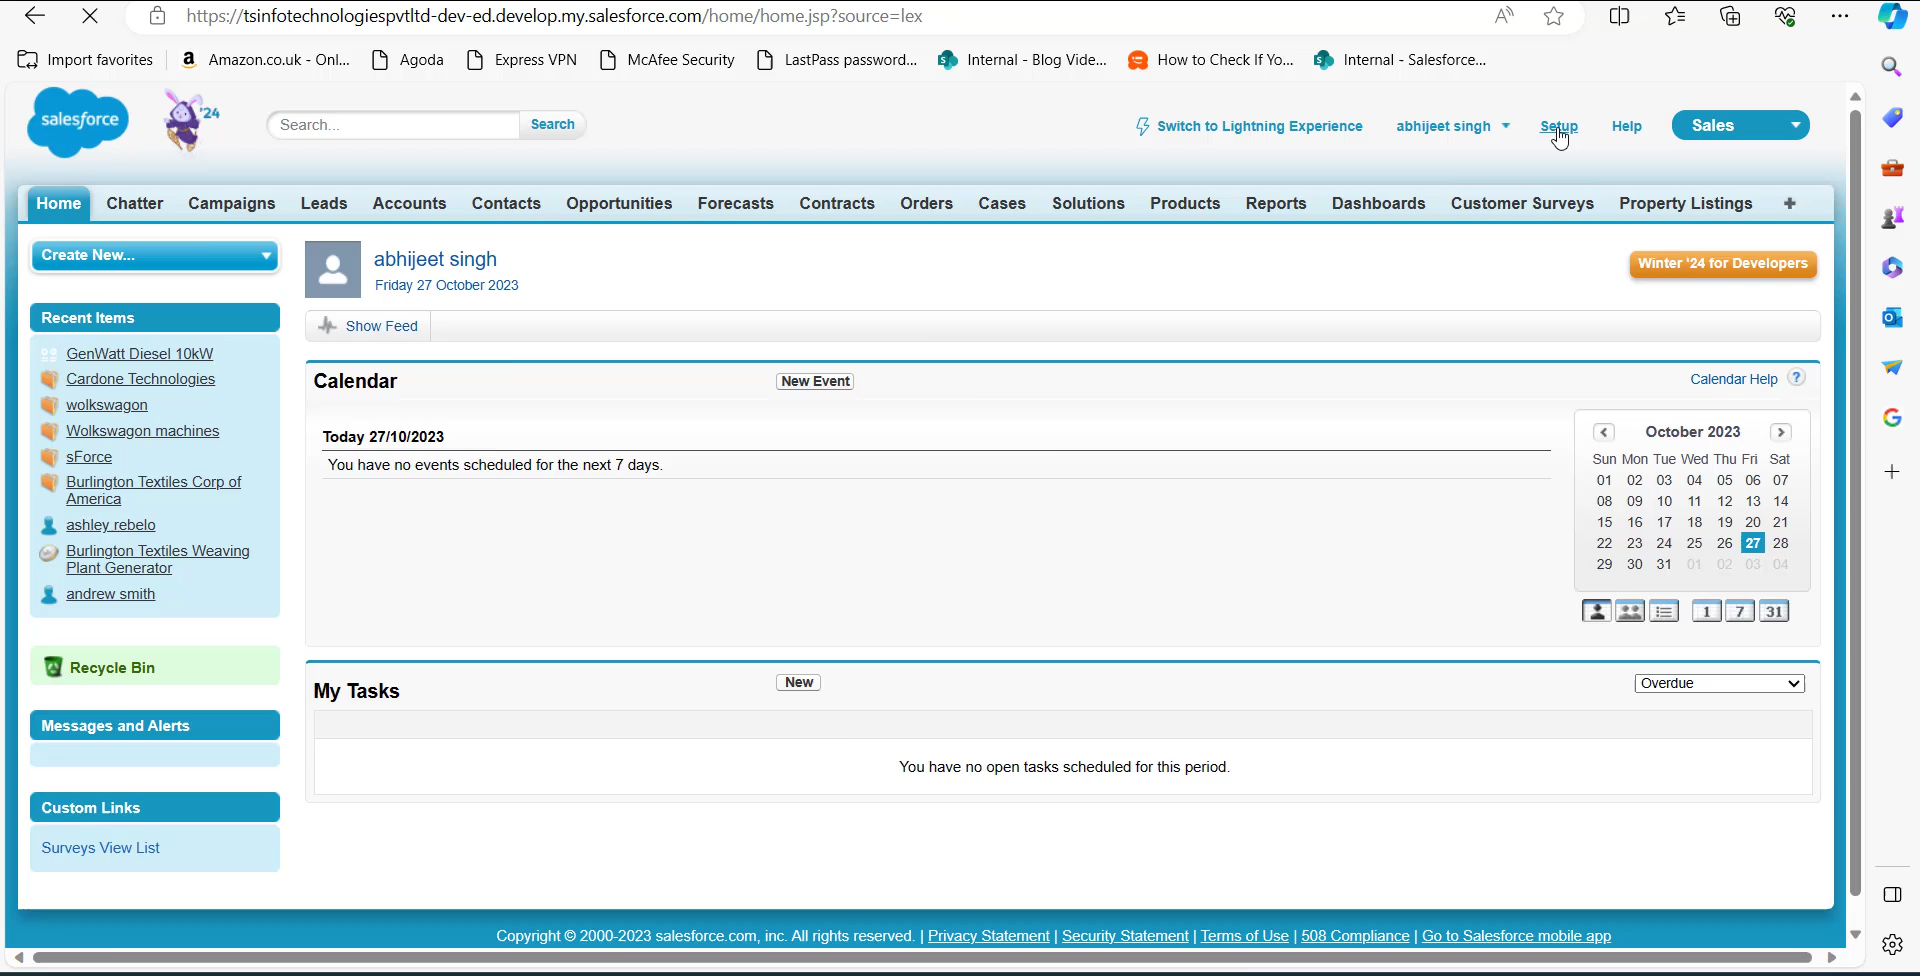 https://tsinfotechnologiespvtltd-dev-ed.develop.my.salesforce.com/home/home.jsp?source=lex
Import favorites
Amazon.co.uk - Onl...
Agoda
Express VPN
McAfee Security
LastPass password...
Internal - Blog Vide...
How to Check If Yo...
Internal - Salesforce...
salesforce
'24
Search...
Search
Switch to Lightning Experience
abhijeet singh
Setup
Help
Sales
Home
Chatter
Campaigns
Leads
Accounts
Contacts
Opportunities
Forecasts
Contracts
Orders
Cases
Solutions
Products
Reports
Dashboards
Customer Surveys
Property Listings
Create New...
abhijeet singh
Friday 27 October 2023
Winter '24 for Developers
Show Feed
Recent Items
GenWatt Diesel 10kW
Cardone Technologies
wolkswagon
Wolkswagon machines
sForce
Burlington Textiles Corp of
America
ashley rebelo
Burlington Textiles Weaving
Plant Generator
andrew smith
Recycle Bin
Messages and Alerts
Custom Links
Surveys View List
Calendar
New Event
Calendar Help ?
Today 27/10/2023
You have no events scheduled for the next 7 days.
October 2023
Sun Mon Tue Wed Thu Fri Sat
01 02 03 04 05 06 07
08 09 10 11 12 13 14
15 16 17 18 19 20 21
22 23 24 25 26 27 28
29 30 31 01 02 03 04
1 7 31
My Tasks
New
Overdue
You have no open tasks scheduled for this period.
Copyright © 2000-2023 salesforce.com, inc. All rights reserved. | Privacy Statement | Security Statement | Terms of Use | 508 Compliance | Go to Salesforce mobile app